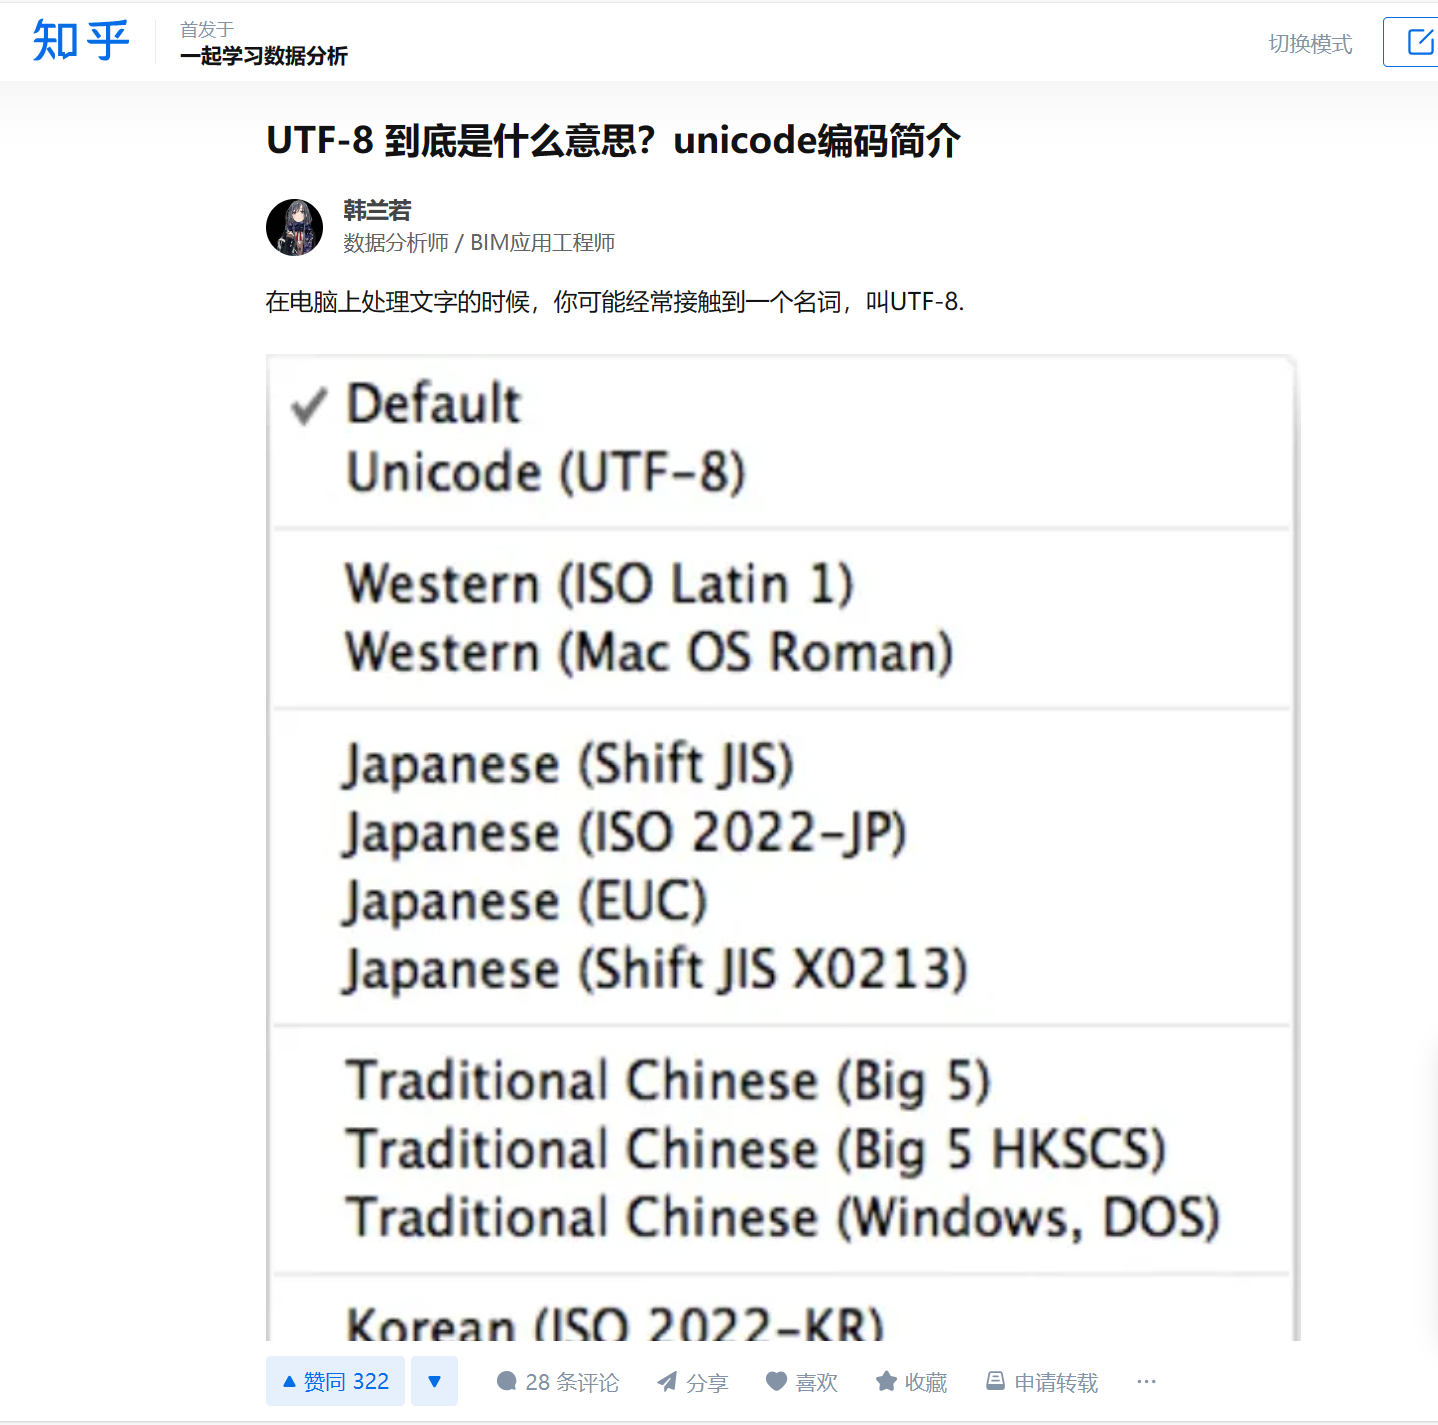 知乎
首发于
一起学习数据分析
切换模式
UTF-8 到底是什么意思？unicode编码简介
韩兰若
数据分析师 / BIM应用工程师
在电脑上处理文字的时候，你可能经常接触到一个名词，叫UTF-8.
Default
Unicode (UTF-8)
Western (ISO Latin 1)
Western (Mac OS Roman)
Japanese (Shift JIS)
Japanese (ISO 2022-JP)
Japanese (EUC)
Japanese (Shift JIS X0213)
Traditional Chinese (Big 5)
Traditional Chinese (Big 5 HKSCS)
Traditional Chinese (Windows, DOS)
Korean (ISO 2022-KR)
赞同 322 28 条评论 分享 喜欢 收藏 申请转载 ···